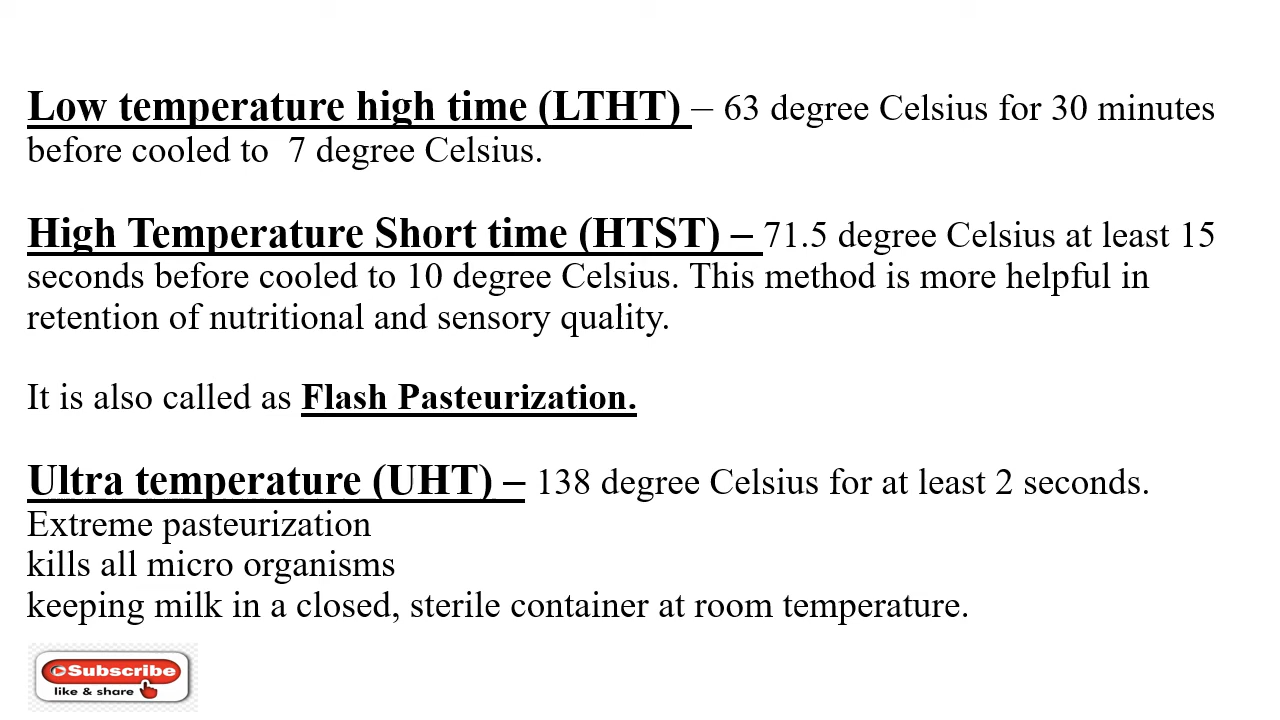 Low temperature high time (LTHT) – 63 degree Celsius for 30 minutes
before cooled to 7 degree Celsius.
High Temperature Short time (HTST) – 71.5 degree Celsius at least 15
seconds before cooled to 10 degree Celsius. This method is more helpful in
retention of nutritional and sensory quality.
It is also called as Flash Pasteurization.
Ultra temperature (UHT) – 138 degree Celsius for at least 2 seconds.
Extreme pasteurization
kills all micro organisms
keeping milk in a closed, sterile container at room temperature.
Subscribe
like & share